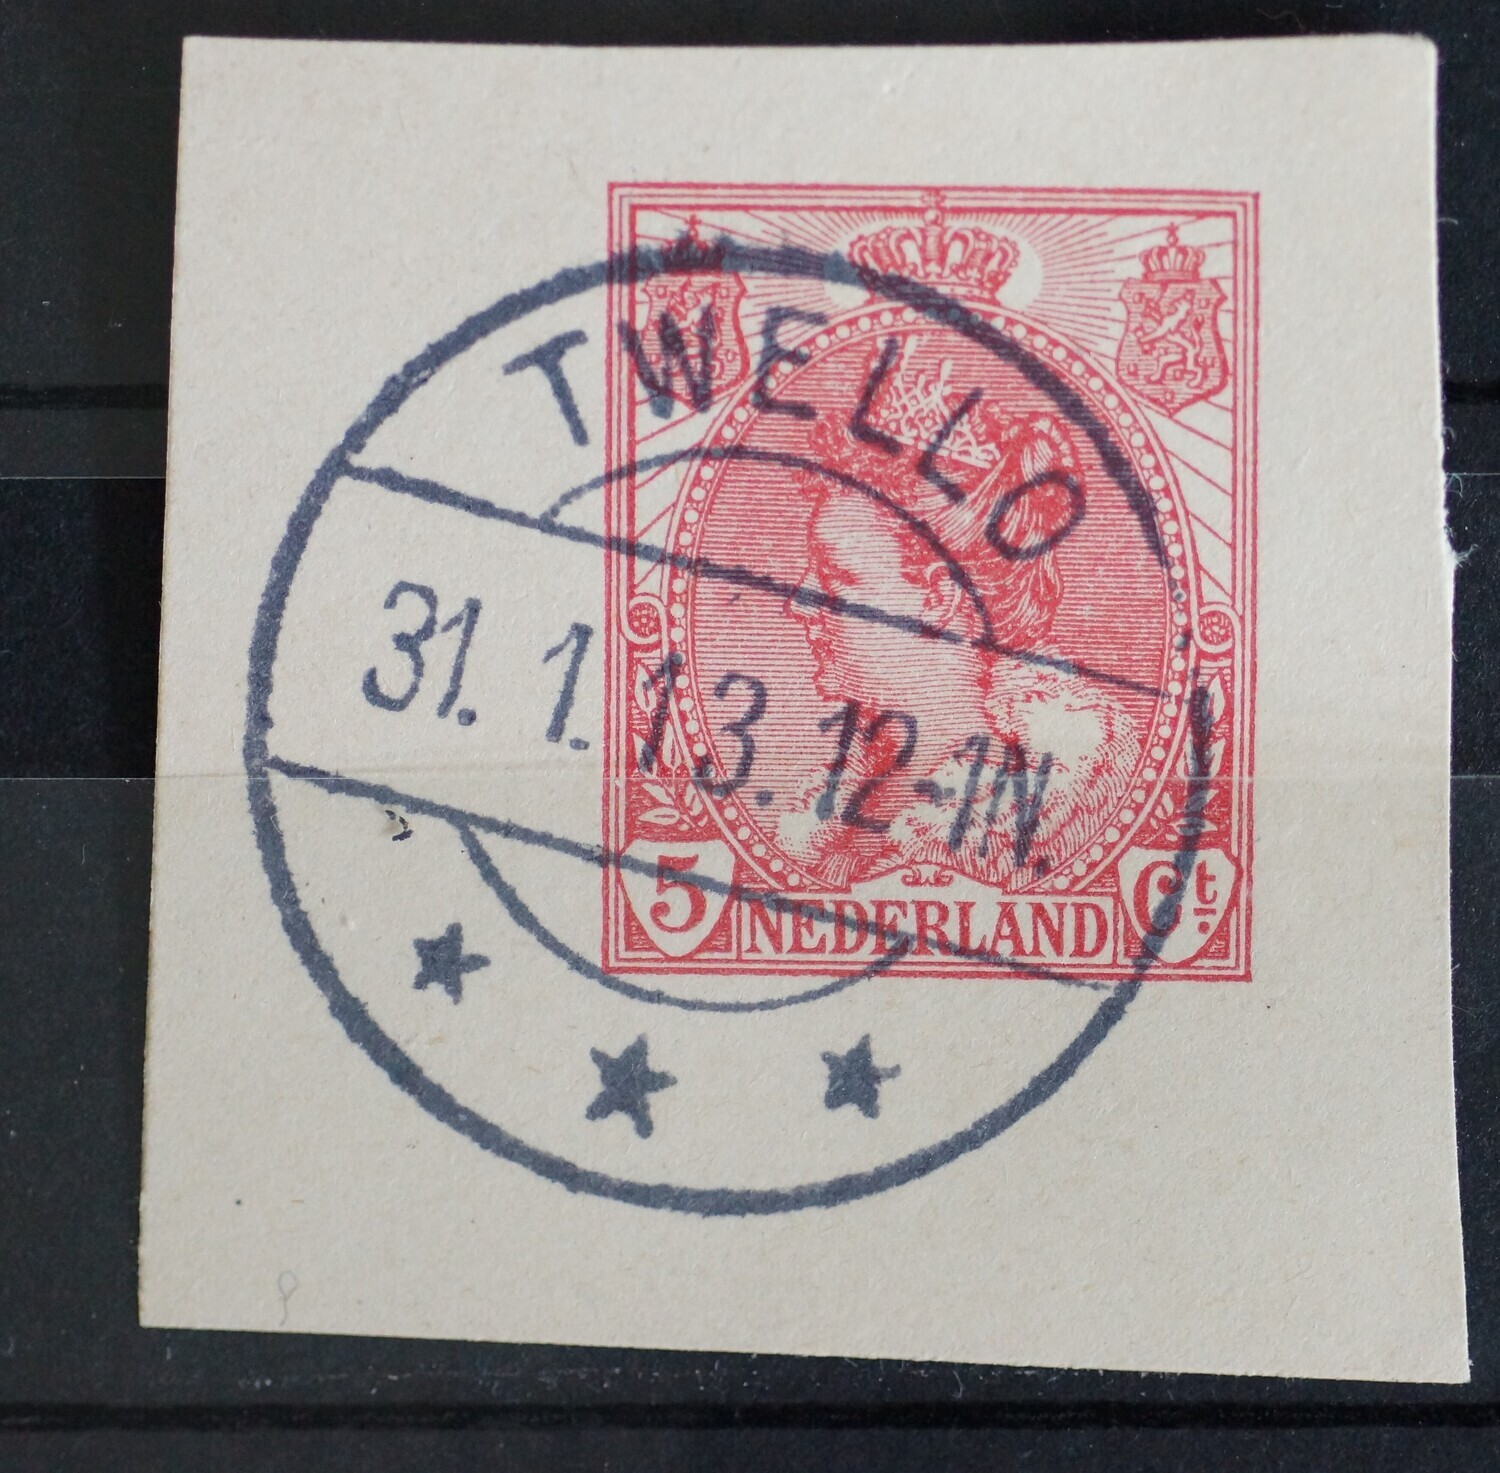 TWELLO
31. 1. 13. 12-1N.
5 NEDERLAND Ct.